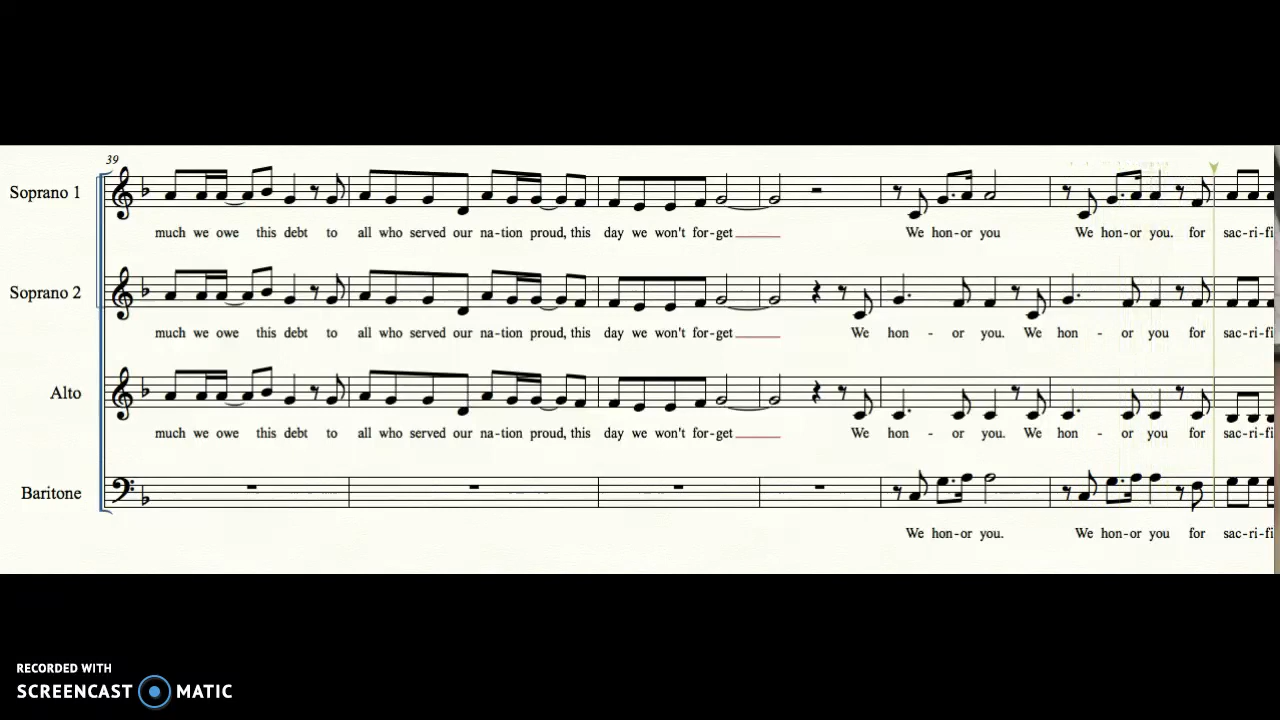 39
Soprano 1
much we owe this debt to all who served our na-tion proud, this day we won't for-get_____ We hon-or you We hon-or you. for sac-ri-fi
Soprano 2
much we owe this debt to all who served our na-tion proud, this day we won't for-get_____ We hon - or you. We hon - or you for sac-ri-fi
Alto
much we owe this debt to all who served our na-tion proud, this day we won't for-get_____ We hon - or you. We hon - or you for sac-ri-fi
Baritone
We hon-or you. We hon-or you for sac-ri-fi
RECORDED WITH
SCREENCAST MATIC